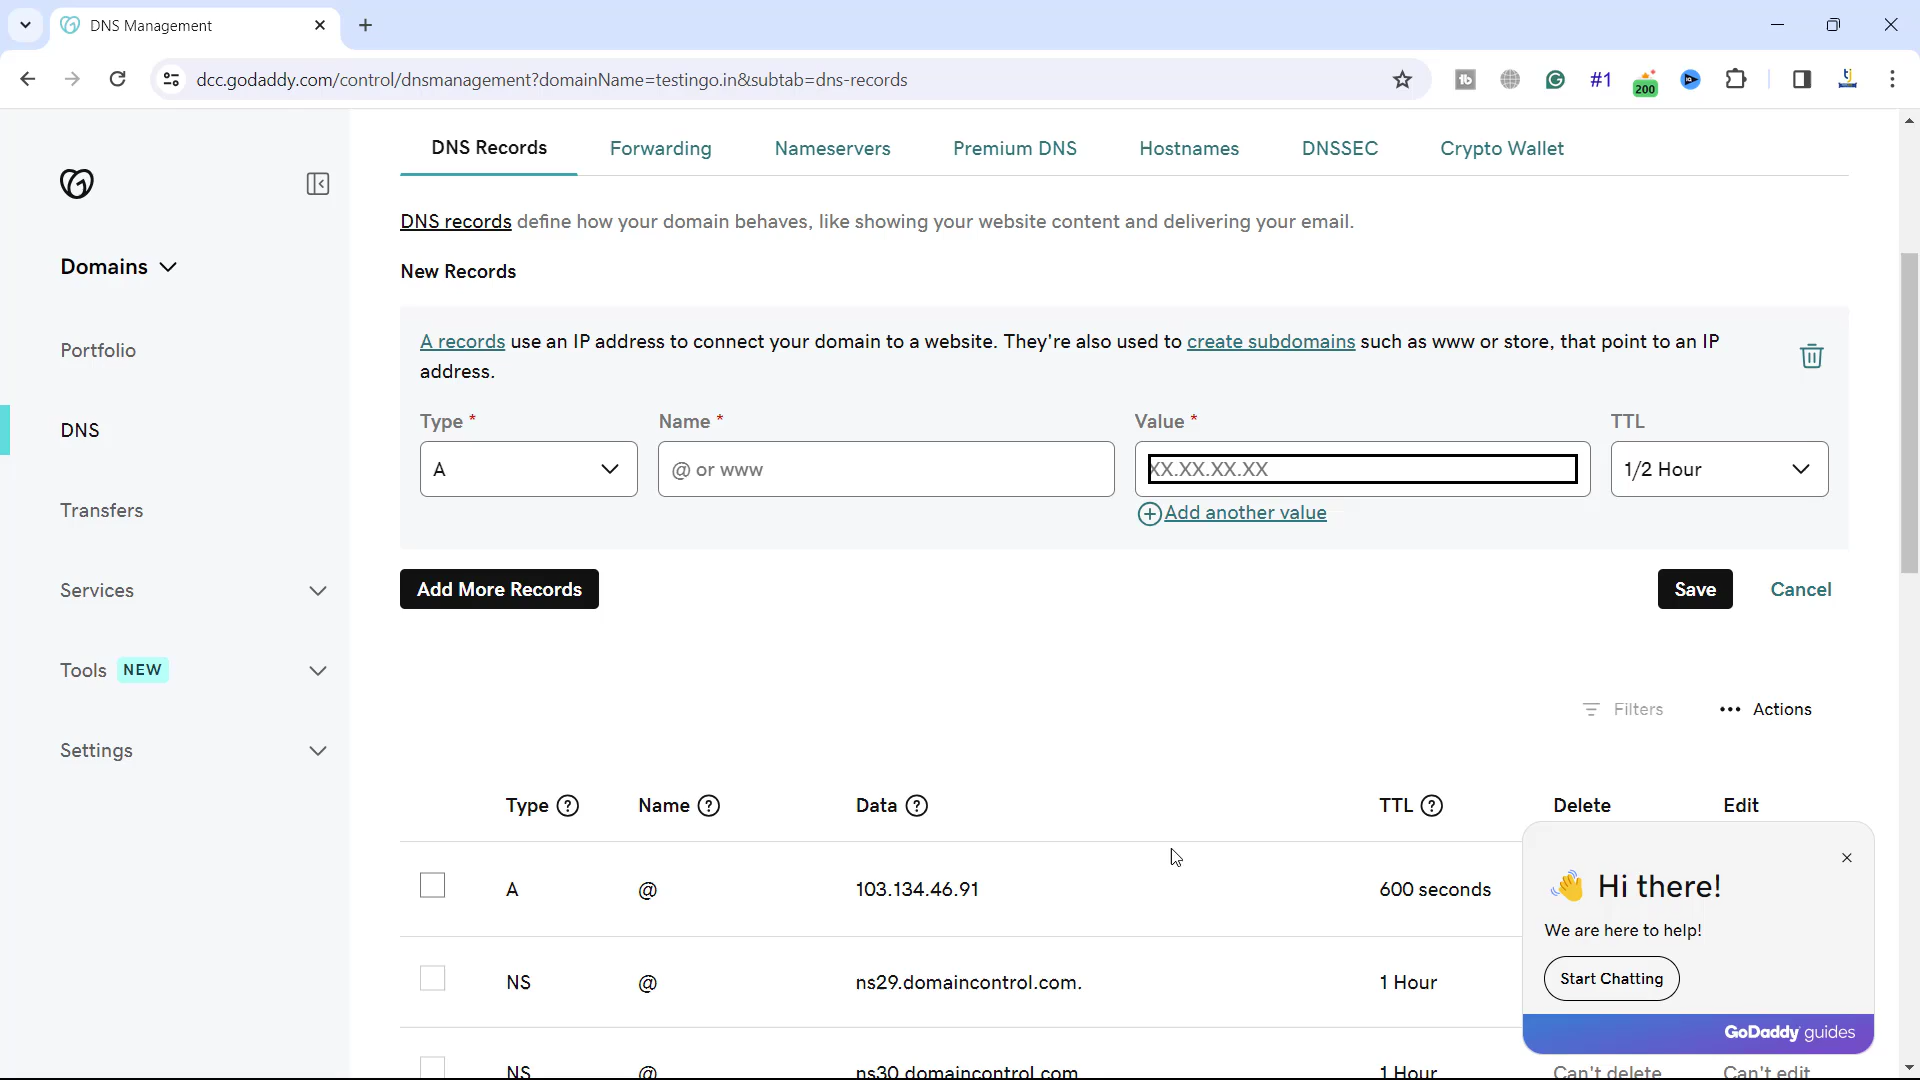 DNS Management
dcc.godaddy.com/control/dnsmanagement?domainName=testingo.in&subtab=dns-records
#1
200
DNS Records Forwarding Nameservers Premium DNS Hostnames DNSSEC Crypto Wallet
DNS records define how your domain behaves, like showing your website content and delivering your email.
Domains
New Records
Portfolio
DNS
Transfers
Services
Tools NEW
Settings
A records use an IP address to connect your domain to a website. They're also used to create subdomains such as www or store, that point to an IP
address.
Type * Name * Value * TTL
A @ or www XX.XX.XX.XX 1/2 Hour
Add another value
Add More Records Save Cancel
Filters Actions
Type ? Name ? Data ? TTL ? Delete Edit
A @ 103.134.46.91 600 seconds
NS @ ns29.domaincontrol.com. 1 Hour
NS @ ns30.domaincontrol.com 1 Hour Can't delete Can't edit
👋 Hi there!
We are here to help!
Start Chatting
GoDaddy guides